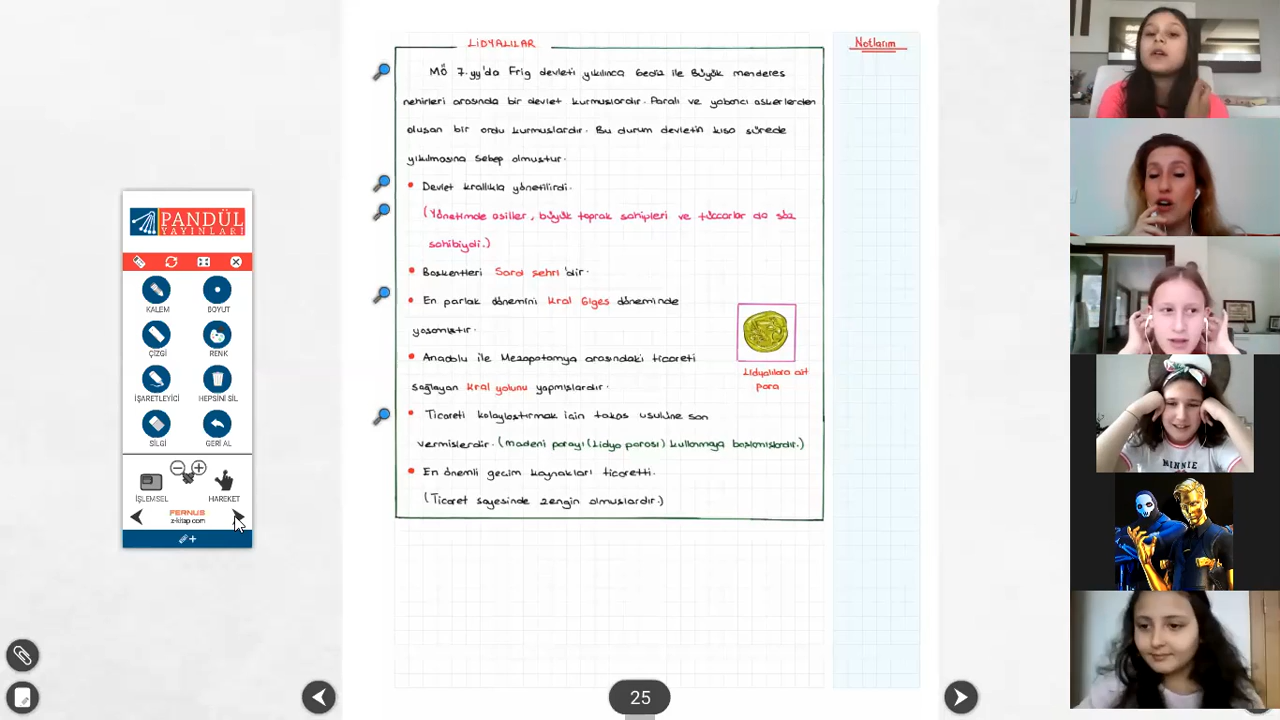 LİDYALILAR
Notlarım
MÖ 7.yy'da Frig devleti yıkılınca Gediz ile Büyük menderes
nehirleri arasında bir devlet kurmuşlardır. Paralı ve yabancı askerlerden
oluşan bir ordu kurmuşlardır. Bu durum devletin kısa sürede
yıkılmasına sebep olmuştur.
• Devlet krallıkla yönetilirdi.
(Yönetimde asiller, büyük toprak sahipleri ve tüccarlar da söz
sahibiydi.)
• Başkentleri Sard şehri'dir.
• En parlak dönemini Kral Giges döneminde
yaşamıştır.
• Anadolu ile Mezopotamya arasındaki ticareti
sağlayan Kral yolunu yapmışlardır.
Lidyalılara ait
para
• Ticareti kolaylaştırmak için takas usulüne son
vermişlerdir. (madeni parayı (Lidya parası) kullanmaya başlamışlardır.)
• En önemli geçim kaynakları ticaretti.
(Ticaret sayesinde zengin olmuşlardır.)
25
PANDÜL
YAYINLARI
KALEM
BOYUT
ÇİZGİ
RENK
İŞARETLEYİCİ
HEPSİNİ SİL
SİLGİ
GERİ AL
İŞLEMSEL
HAREKET
FERNUS
z-kitap.com
MINNIE